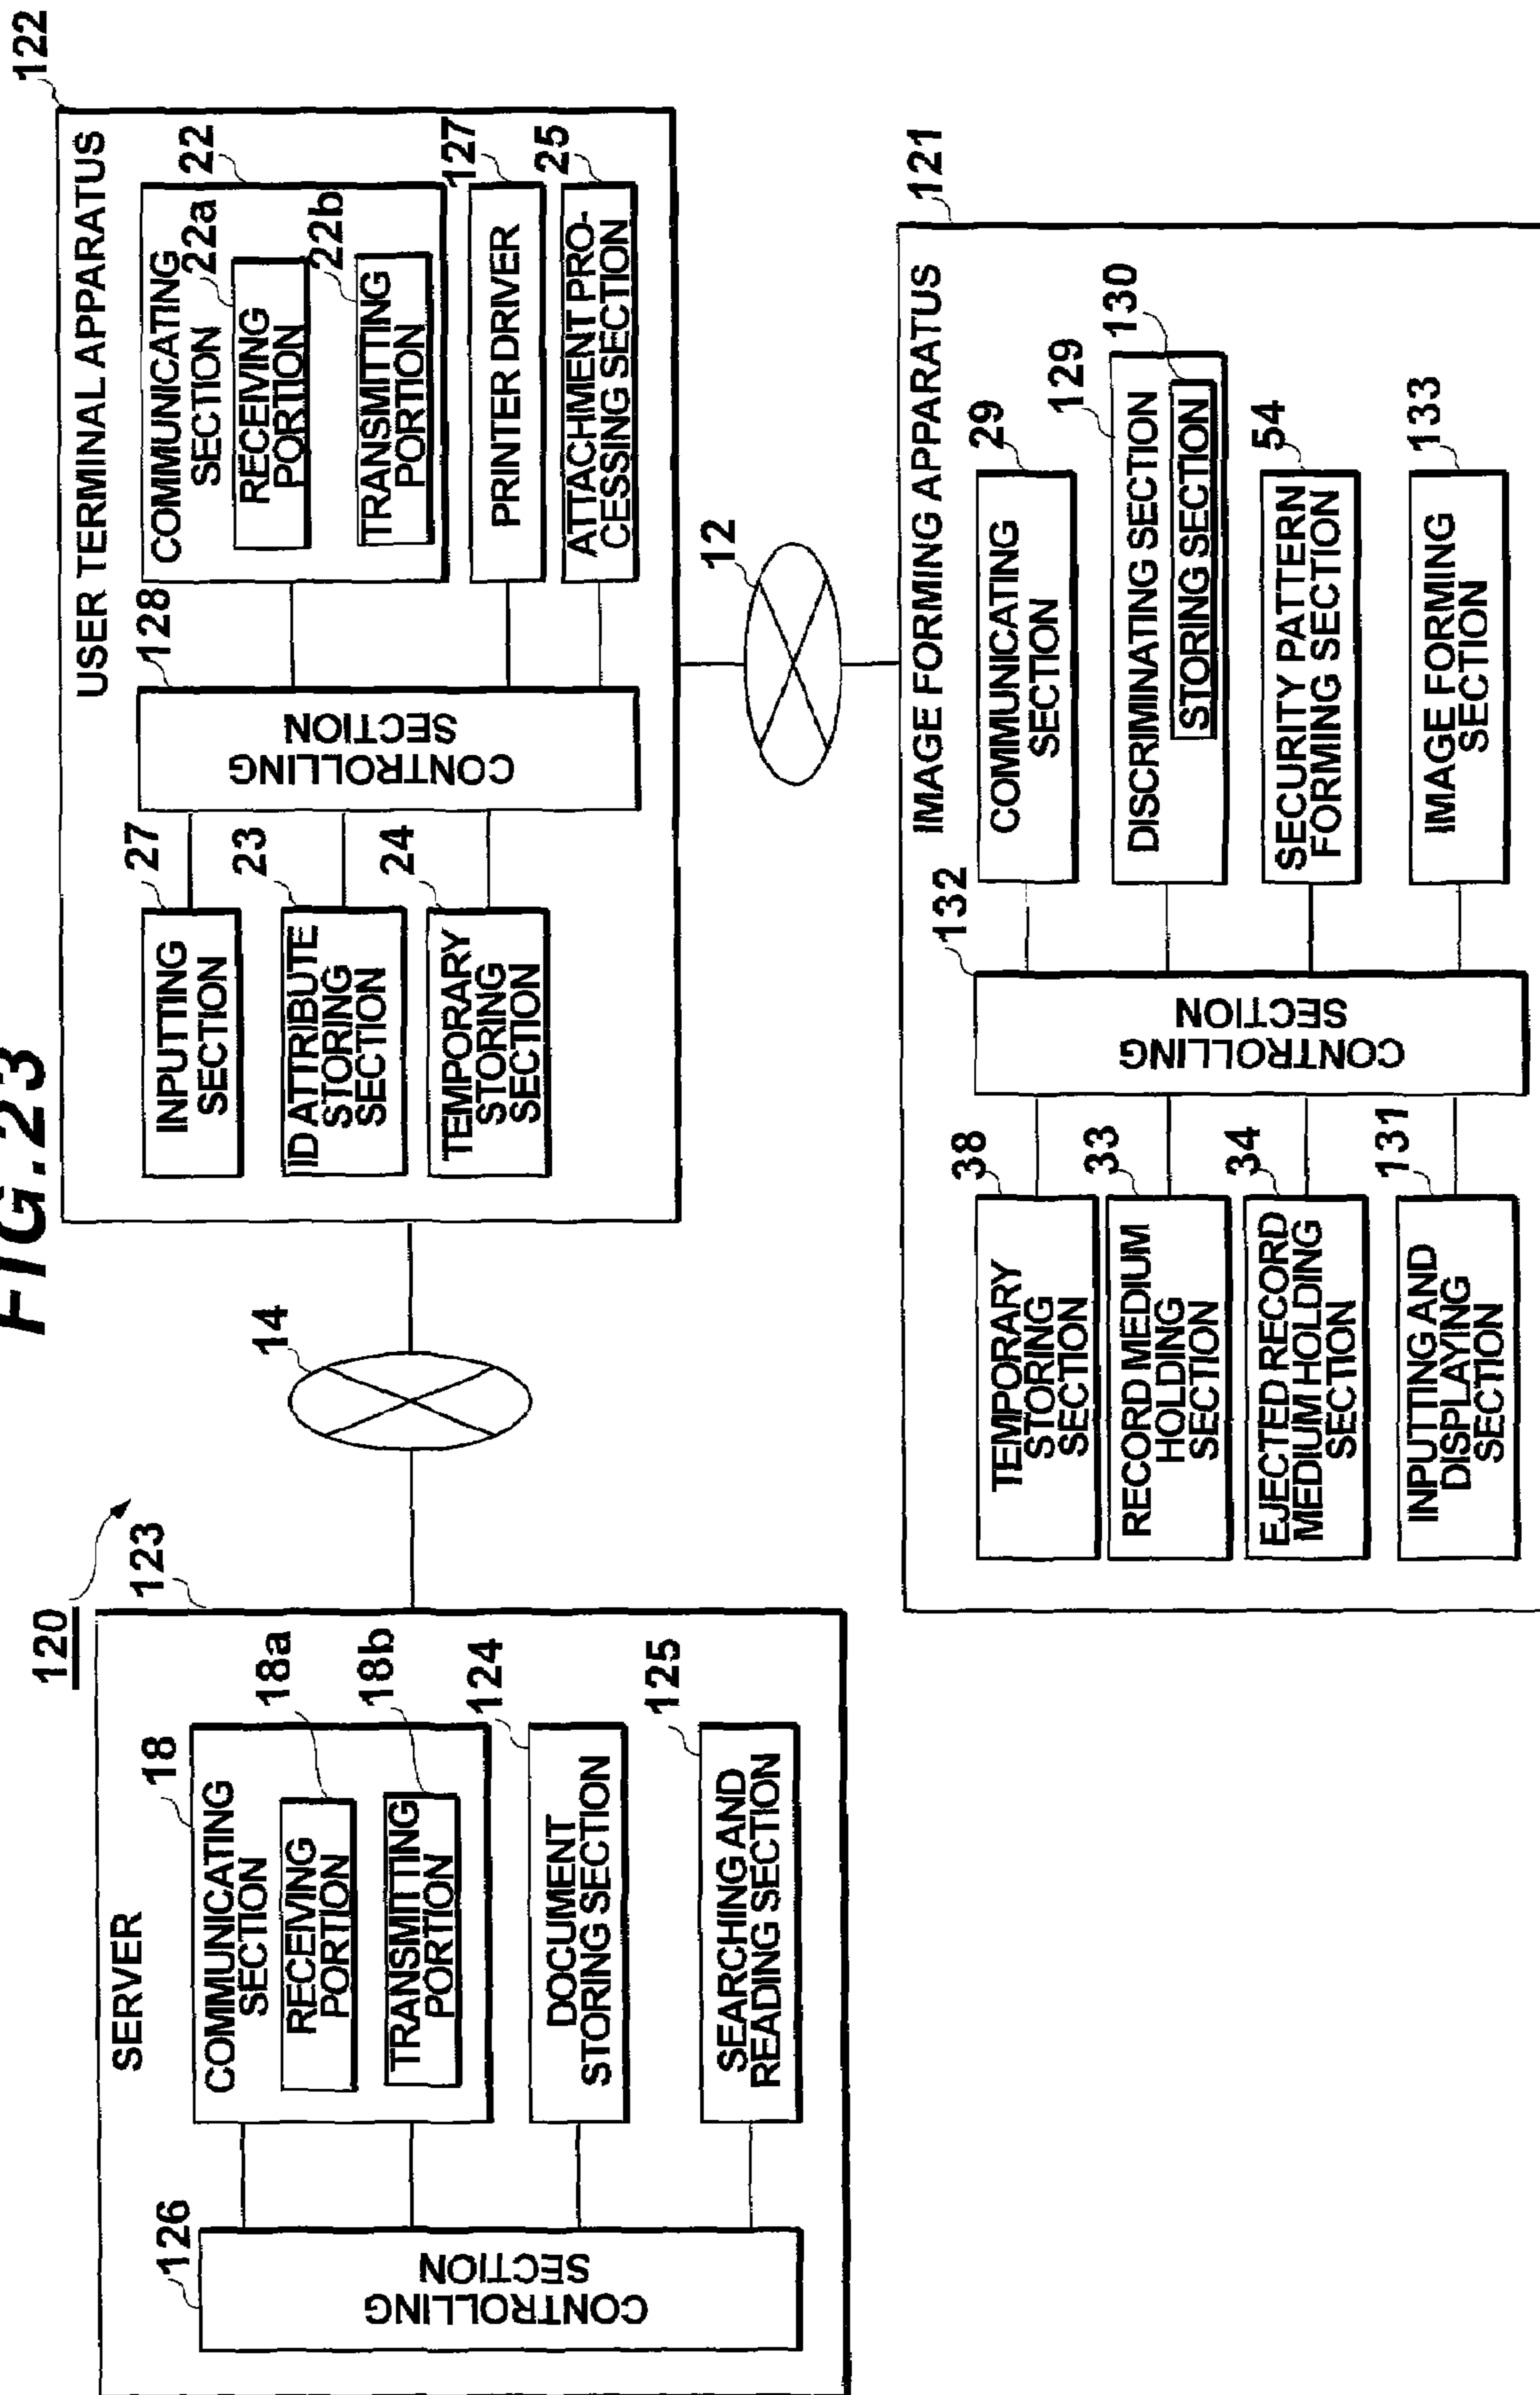 FIG.23
120
123
SERVER
126
CONTROLLING
SECTION
18
COMMUNICATING
SECTION
18a
RECEIVING
PORTION
18b
TRANSMITTING
PORTION
124
DOCUMENT
STORING SECTION
125
SEARCHING AND
READING SECTION
14
122
USER TERMINAL APPARATUS
27
INPUTTING
SECTION
23
ID ATTRIBUTE
STORING
SECTION
24
TEMPORARY
STORING
SECTION
128
CONTROLLING
SECTION
22
COMMUNICATING
SECTION
22a
RECEIVING
PORTION
22b
TRANSMITTING
PORTION
127
PRINTER DRIVER
25
ATTACHMENT PRO-
CESSING SECTION
12
121
IMAGE FORMING APPARATUS
38
TEMPORARY
STORING
SECTION
33
RECORD MEDIUM
HOLDING
SECTION
34
EJECTED RECORD
MEDIUM HOLDING
SECTION
131
INPUTTING AND
DISPLAYING
SECTION
132
CONTROLLING
SECTION
29
COMMUNICATING
SECTION
129
DISCRIMINATING SECTION
130
STORING SECTION
54
SECURITY PATTERN
FORMING SECTION
133
IMAGE FORMING
SECTION